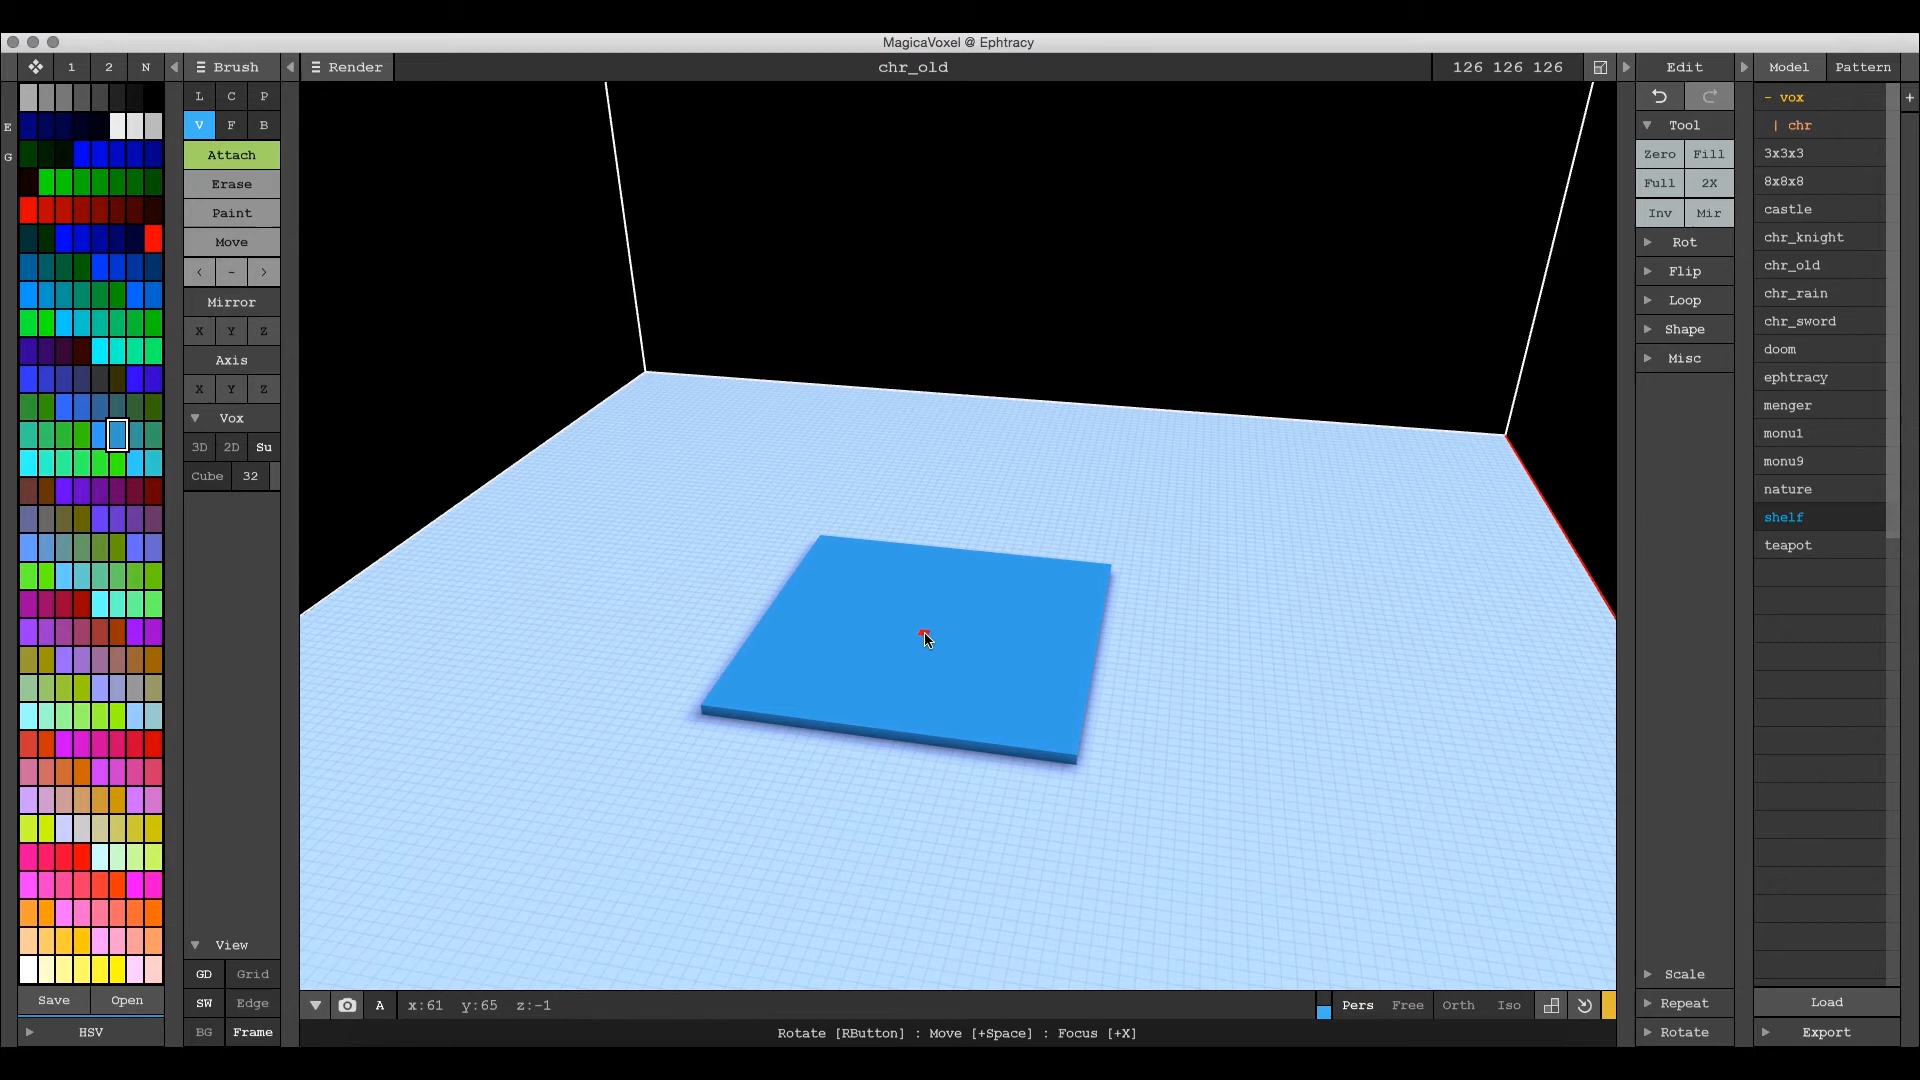 MagicaVoxel @ Ephtracy
1 2 N
Brush
Render
chr_old
126 126 126
Edit
Model Pattern
L C P
V F B
E
G
Attach
Erase
Paint
Move
< - >
Mirror
X Y Z
Axis
X Y Z
Vox
3D 2D Su
Cube 32
Tool
Zero Fill
Full 2X
Inv Mir
Rot
Flip
Loop
Shape
Misc
- vox
| chr
+
3x3x3
8x8x8
castle
chr_knight
chr_old
chr_rain
chr_sword
doom
ephtracy
menger
monu1
monu9
nature
shelf
teapot
View
GD Grid
SW Edge
BG Frame
Save Open
HSV
A x:61 y:65 z:-1
Pers Free Orth Iso
Rotate [RButton] : Move [+Space] : Focus [+X]
Scale
Repeat
Rotate
Load
Export